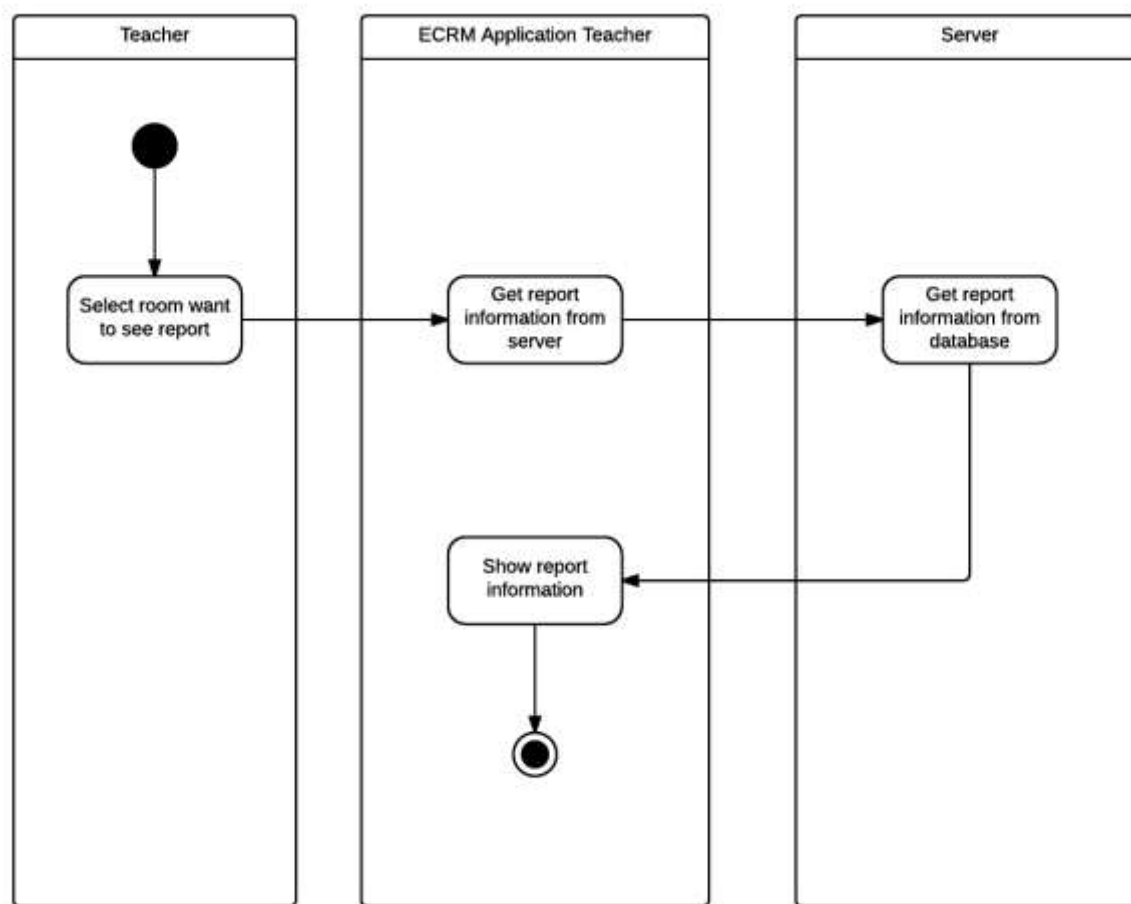 Teacher
ECRM Application Teacher
Server
Select room want
to see report
Get report
information from
server
Get report
information from
database
Show report
information